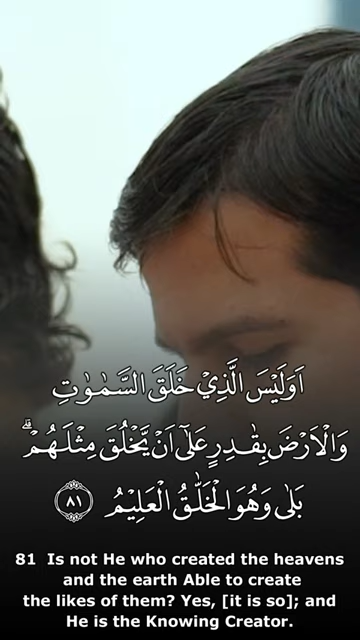 اَوَلَيْسَ الَّذِيْ خَلَقَ السَّمٰوٰتِ
وَالْاَرْضَ بِقٰدِرٍ عَلٰٓى اَنْ يَّخْلُقَ مِثْلَهُمْ ۗ
بَلٰى وَهُوَ الْخَلّٰقُ الْعَلِيْمُ ٨١
81 Is not He who created the heavens
and the earth Able to create
the likes of them? Yes, [it is so]; and
He is the Knowing Creator.